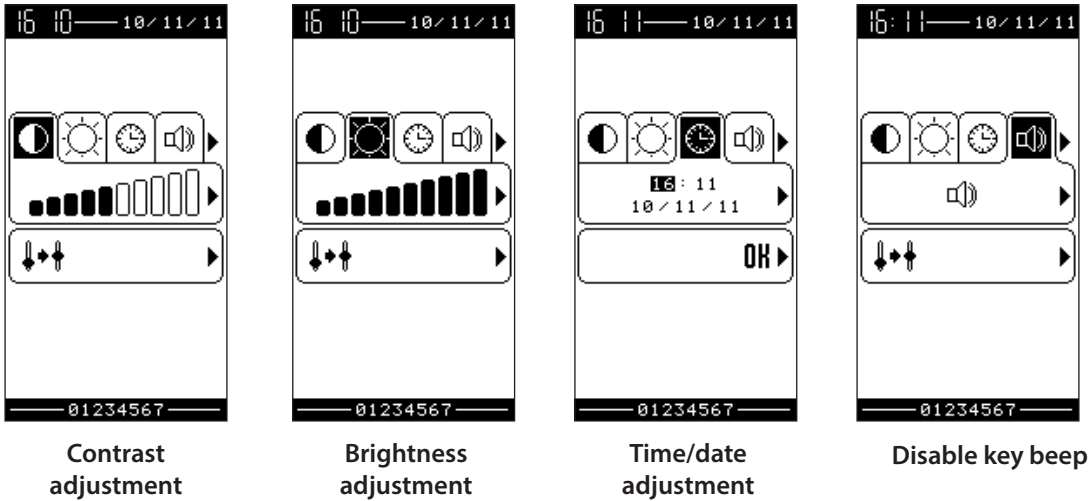 16 10 10/11/11
01234567
Contrast
adjustment
16 10 10/11/11
01234567
Brightness
adjustment
16 11 10/11/11
16: 11
10/11/11
OK
01234567
Time/date
adjustment
16:11 10/11/11
01234567
Disable key beep